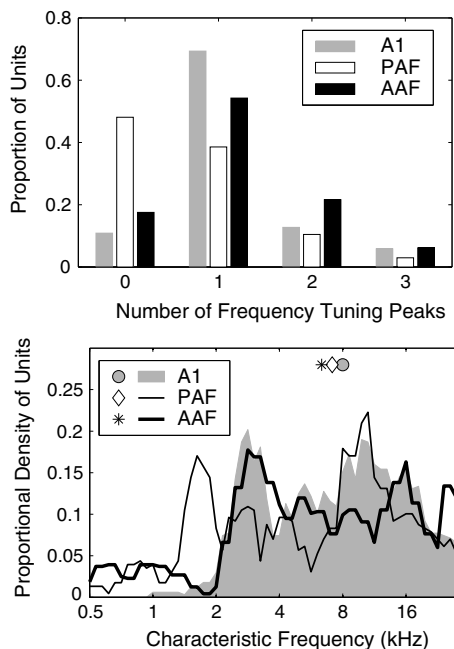 0.8
0.6
0.4
0.2
0
Proportion of Units
A1
PAF
AAF
0 1 2 3
Number of Frequency Tuning Peaks
0.25
0.2
0.15
0.1
0.05
0
Proportional Density of Units
A1
PAF
AAF
0.5 1 2 4 8 16
Characteristic Frequency (kHz)